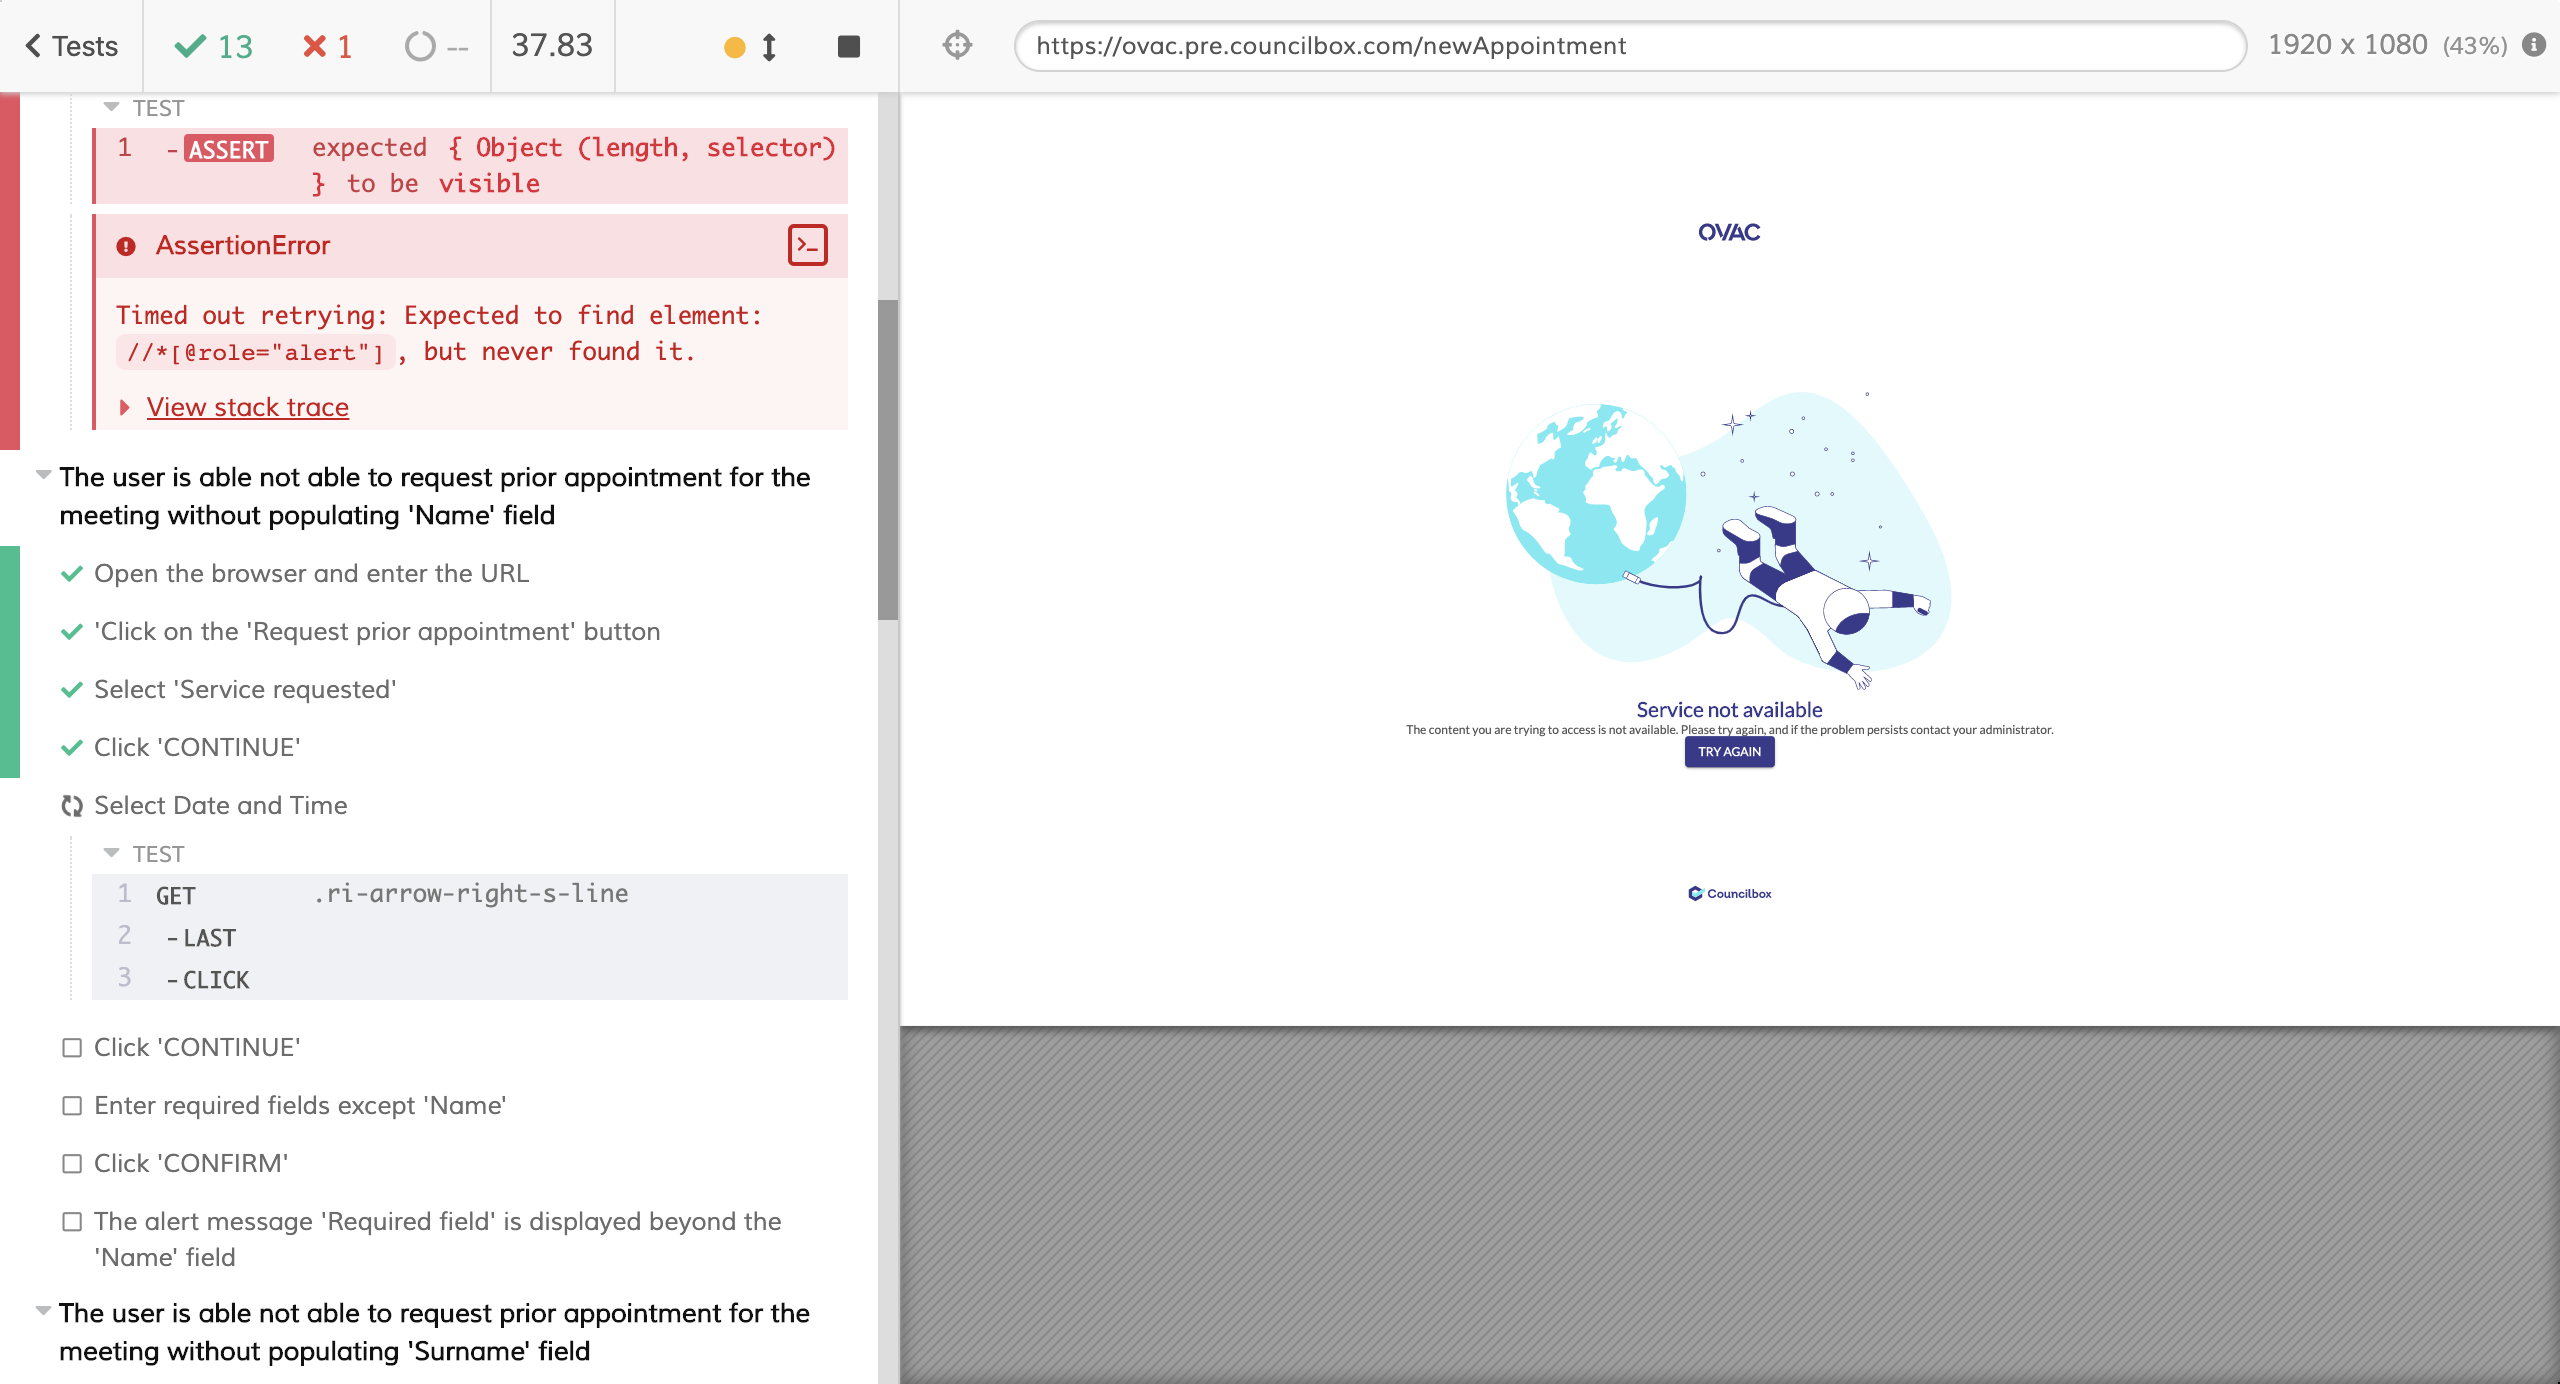 Tests
13
1
--
37.83
https://ovac.pre.councilbox.com/newAppointment
1920 x 1080 (43%)
TEST
1 -ASSERT expected { Object (length, selector)
} to be visible
AssertionError
Timed out retrying: Expected to find element:
//*[@role="alert"], but never found it.
View stack trace
The user is able not able to request prior appointment for the
meeting without populating 'Name' field
Open the browser and enter the URL
'Click on the 'Request prior appointment' button
Select 'Service requested'
Click 'CONTINUE'
Select Date and Time
TEST
1 GET .ri-arrow-right-s-line
2 -LAST
3 -CLICK
Click 'CONTINUE'
Enter required fields except 'Name'
Click 'CONFIRM'
The alert message 'Required field' is displayed beyond the
'Name' field
The user is able not able to request prior appointment for the
meeting without populating 'Surname' field
OVAC
Service not available
The content you are trying to access is not available. Please try again, and if the problem persists contact your administrator.
TRY AGAIN
Councilbox